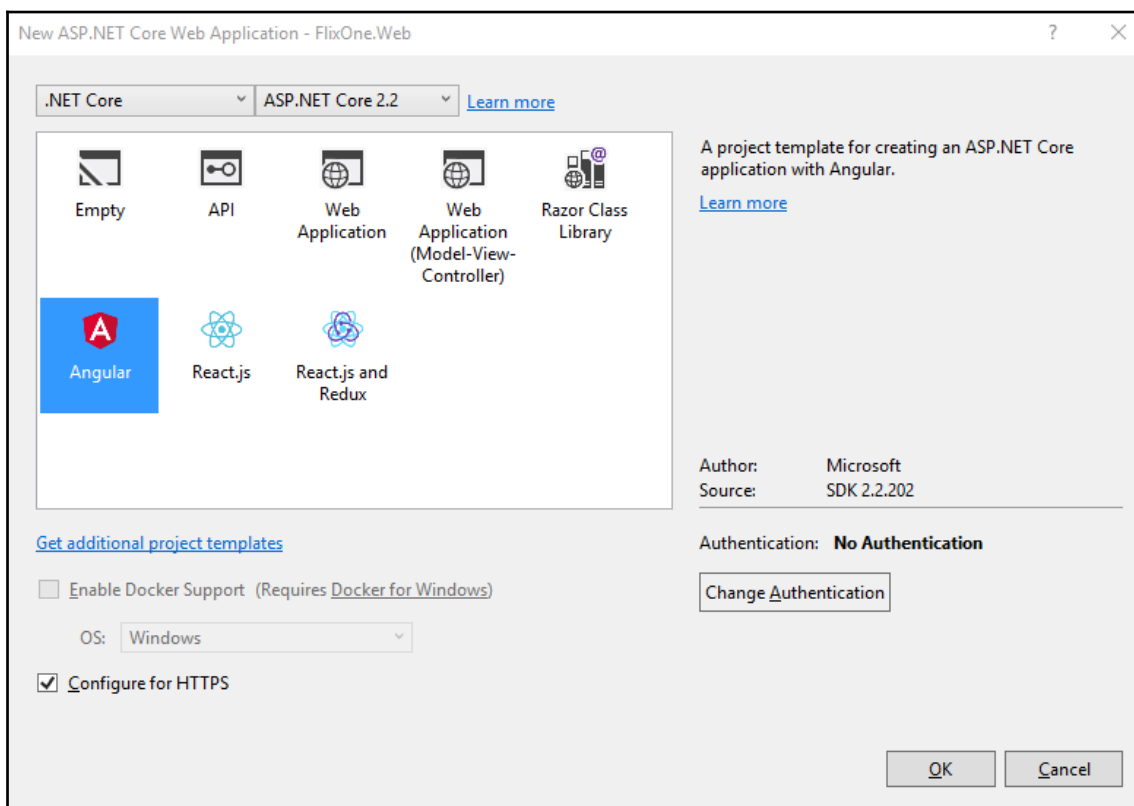 New ASP.NET Core Web Application - FlixOne.Web
.NET Core
ASP.NET Core 2.2
Learn more
Empty
API
Web
Application
Web
Application
(Model-View-
Controller)
Razor Class
Library
Angular
React.js
React.js and
Redux
A project template for creating an ASP.NET Core
application with Angular.
Learn more
Author: Microsoft
Source: SDK 2.2.202
Get additional project templates
Enable Docker Support (Requires Docker for Windows)
OS: Windows
Configure for HTTPS
Authentication: No Authentication
Change Authentication
OK
Cancel